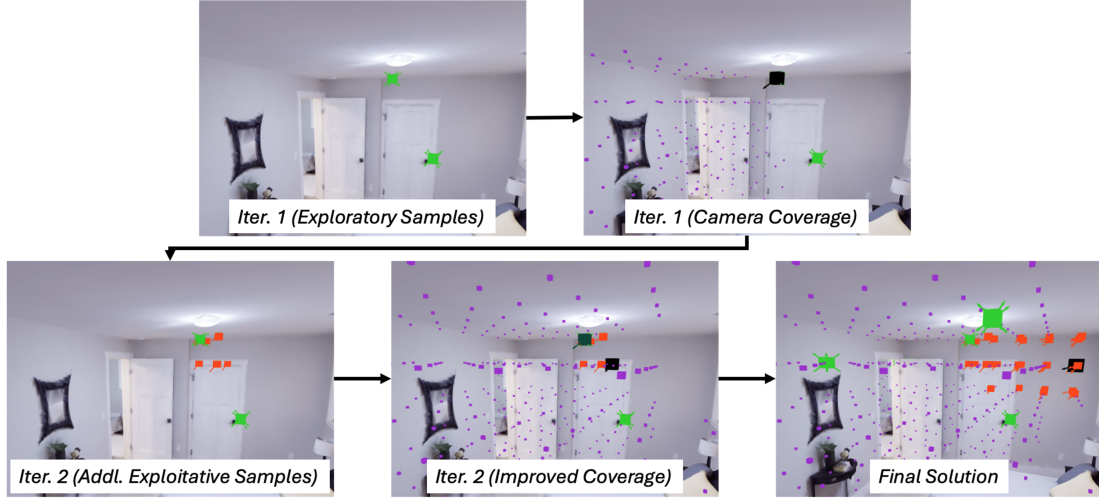 Iter. 1 (Exploratory Samples)
Iter. 1 (Camera Coverage)
Iter. 2 (Addl. Exploitative Samples)
Iter. 2 (Improved Coverage)
Final Solution